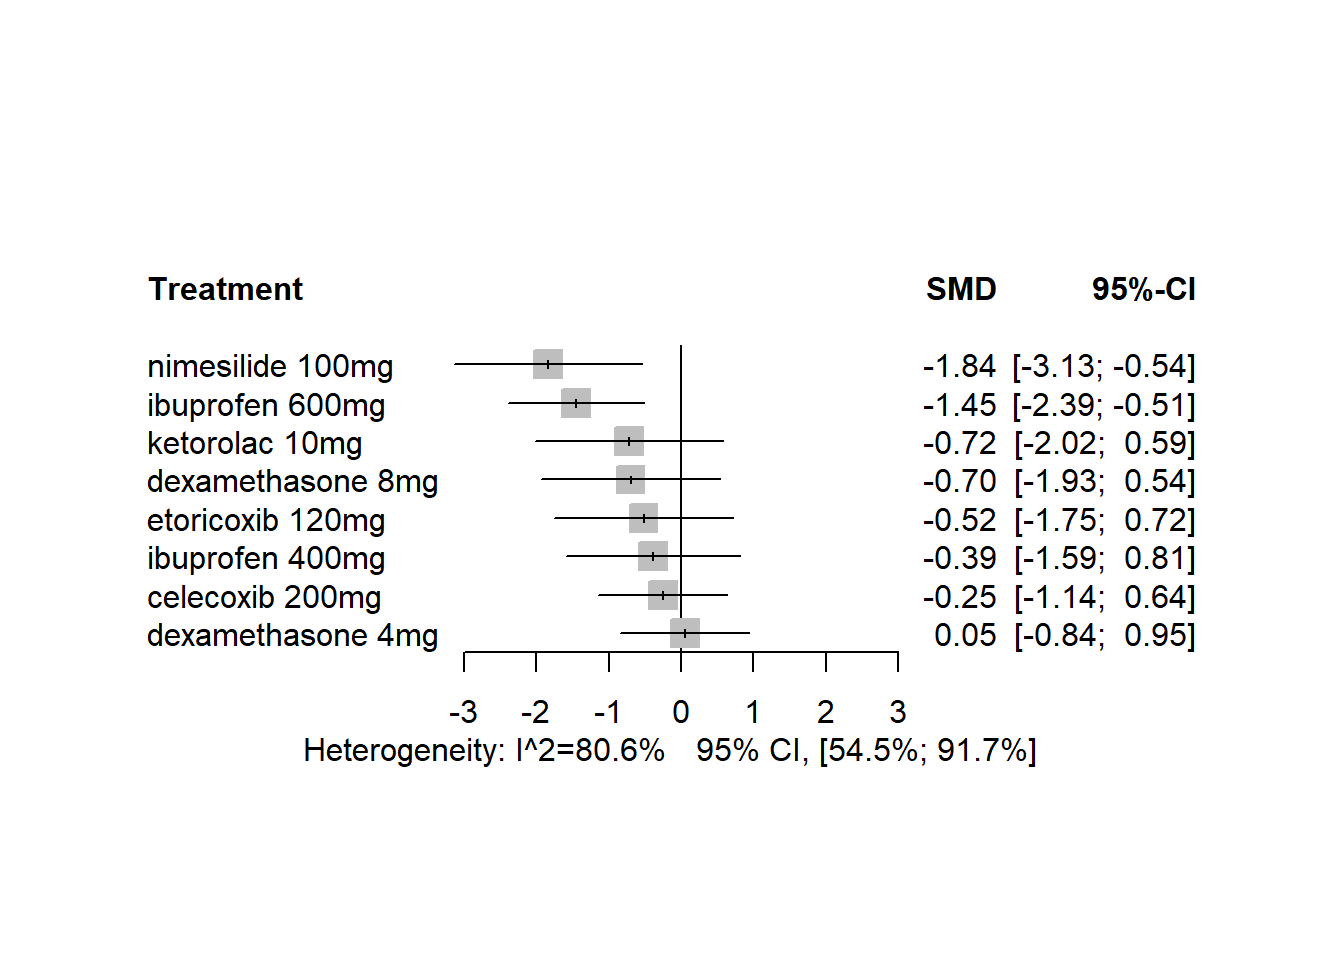 Treatment SMD 95%-CI
nimesilide 100mg -1.84 [-3.13; -0.54]
ibuprofen 600mg -1.45 [-2.39; -0.51]
ketorolac 10mg -0.72 [-2.02; 0.59]
dexamethasone 8mg -0.70 [-1.93; 0.54]
etoricoxib 120mg -0.52 [-1.75; 0.72]
ibuprofen 400mg -0.39 [-1.59; 0.81]
celecoxib 200mg -0.25 [-1.14; 0.64]
dexamethasone 4mg 0.05 [-0.84; 0.95]
-3 -2 -1 0 1 2 3
Heterogeneity: I^2=80.6% 95% CI, [54.5%; 91.7%]